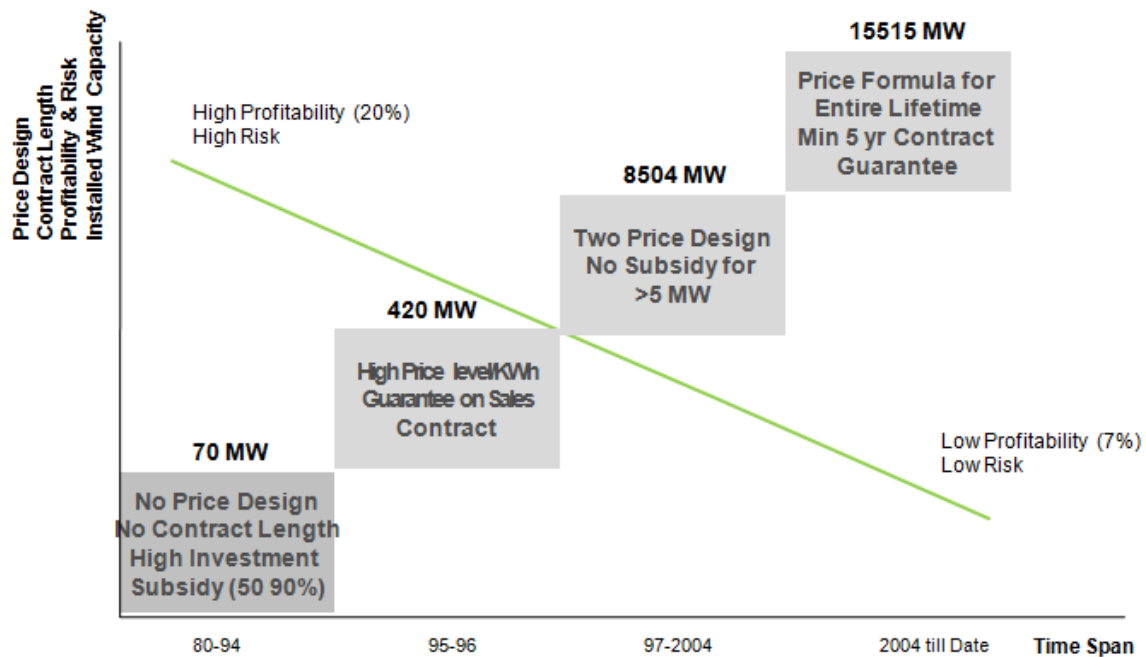 Price Design
Contract Length
Profitability & Risk
Installed Wind Capacity
15515 MW
Price Formula for
Entire Lifetime
Min 5 yr Contract
Guarantee
High Profitability (20%)
High Risk
8504 MW
Two Price Design
No Subsidy for
>5 MW
420 MW
High Price level/KWh
Guarantee on Sales
Contract
Low Profitability (7%)
Low Risk
70 MW
No Price Design
No Contract Length
High Investment
Subsidy (50 90%)
80-94
95-96
97-2004
2004 till Date
Time Span